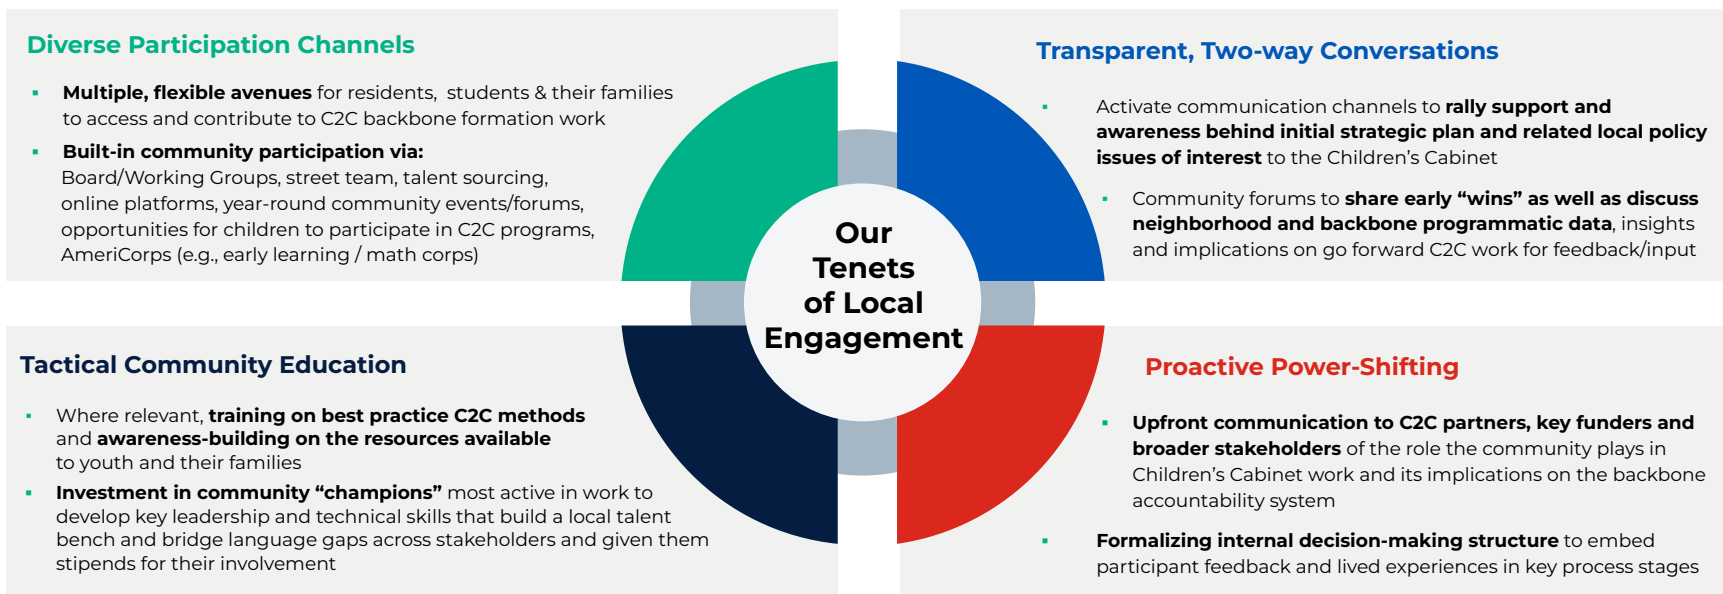 Diverse Participation Channels
▪ Multiple, flexible avenues for residents, students & their families
to access and contribute to C2C backbone formation work
▪ Built-in community participation via:
Board/Working Groups, street team, talent sourcing,
online platforms, year-round community events/forums,
opportunities for children to participate in C2C programs,
AmeriCorps (e.g., early learning / math corps)
Transparent, Two-way Conversations
▪ Activate communication channels to rally support and
awareness behind initial strategic plan and related local policy
issues of interest to the Children’s Cabinet
▪ Community forums to share early “wins” as well as discuss
neighborhood and backbone programmatic data, insights
and implications on go forward C2C work for feedback/input
Our
Tenets
of Local
Engagement
Tactical Community Education
▪ Where relevant, training on best practice C2C methods
and awareness-building on the resources available
to youth and their families
▪ Investment in community “champions” most active in work to
develop key leadership and technical skills that build a local talent
bench and bridge language gaps across stakeholders and given them
stipends for their involvement
Proactive Power-Shifting
▪ Upfront communication to C2C partners, key funders and
broader stakeholders of the role the community plays in
Children’s Cabinet work and its implications on the backbone
accountability system
▪ Formalizing internal decision-making structure to embed
participant feedback and lived experiences in key process stages